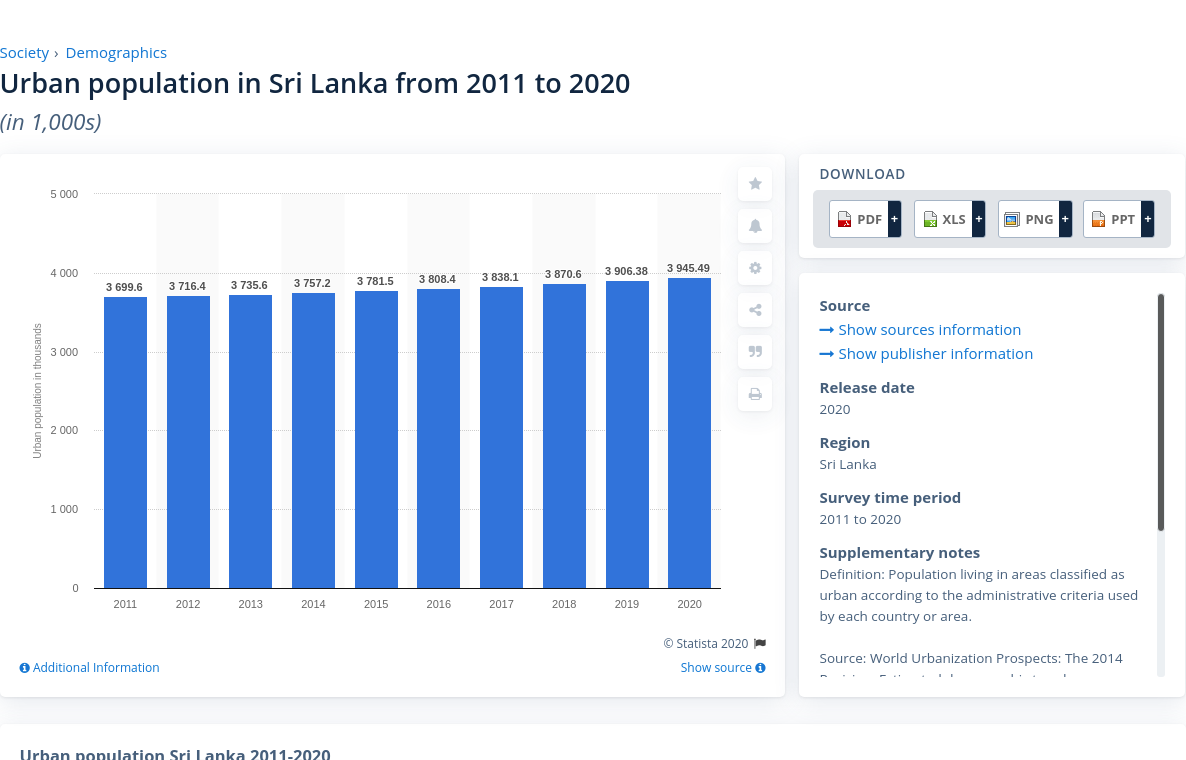 Society › Demographics
Urban population in Sri Lanka from 2011 to 2020
(in 1,000s)
5 000
4 000
3 000
2 000
1 000
0
Urban population in thousands
3 699.6
3 716.4
3 735.6
3 757.2
3 781.5
3 808.4
3 838.1
3 870.6
3 906.38
3 945.49
2011
2012
2013
2014
2015
2016
2017
2018
2019
2020
© Statista 2020
Additional Information
Show source
DOWNLOAD
PDF +
XLS +
PNG +
PPT +
Source
Show sources information
Show publisher information
Release date
2020
Region
Sri Lanka
Survey time period
2011 to 2020
Supplementary notes
Definition: Population living in areas classified as
urban according to the administrative criteria used
by each country or area.
Source: World Urbanization Prospects: The 2014
Urban population Sri Lanka 2011-2020